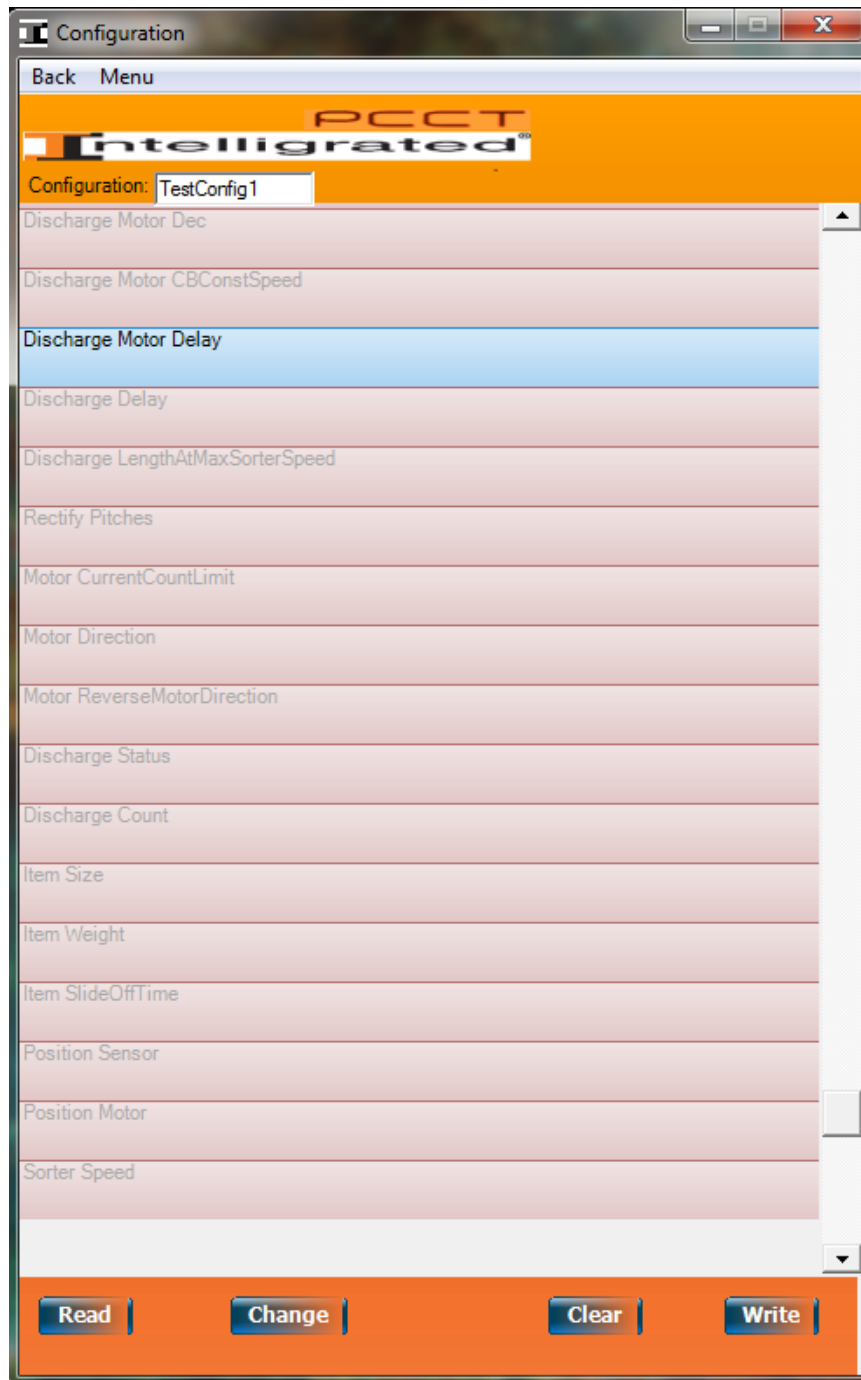 Configuration
Back Menu
PCCT
Intelligrated®
Configuration: TestConfig1
Discharge Motor Dec
Discharge Motor CBConstSpeed
Discharge Motor Delay
Discharge Delay
Discharge LengthAtMaxSorterSpeed
Rectify Pitches
Motor CurrentCountLimit
Motor Direction
Motor ReverseMotorDirection
Discharge Status
Discharge Count
Item Size
Item Weight
Item SlideOffTime
Position Sensor
Position Motor
Sorter Speed
Read Change Clear Write